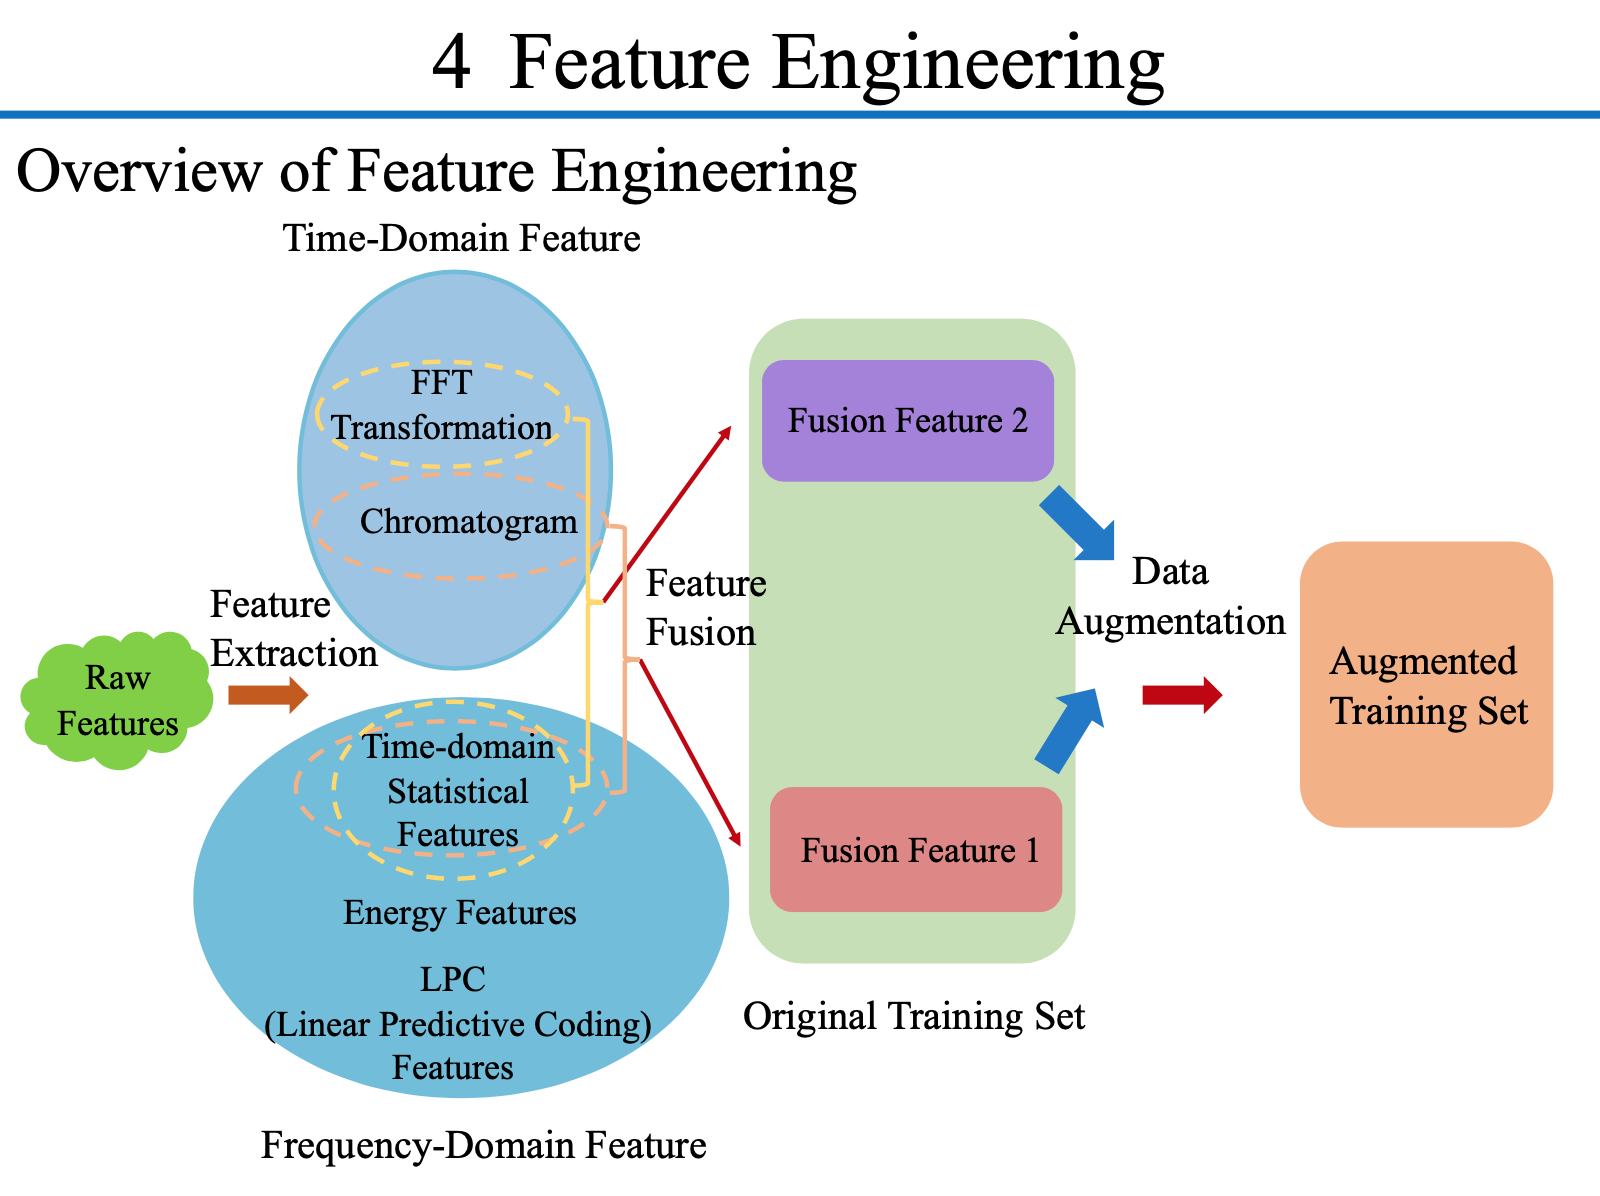 4 Feature Engineering
Overview of Feature Engineering
Time-Domain Feature
FFT
Transformation
Chromatogram
Feature
Extraction
Raw
Features
Time-domain
Statistical
Features
Energy Features
LPC
(Linear Predictive Coding)
Features
Frequency-Domain Feature
Feature
Fusion
Fusion Feature 2
Fusion Feature 1
Original Training Set
Data
Augmentation
Augmented
Training Set